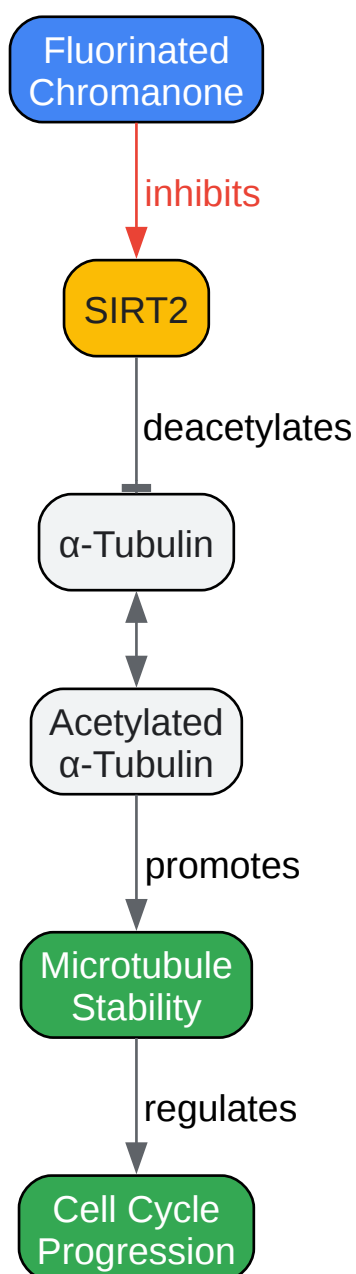 Fluorinated
Chromanone
inhibits
SIRT2
deacetylates
α-Tubulin
Acetylated
α-Tubulin
promotes
Microtubule
Stability
regulates
Cell Cycle
Progression